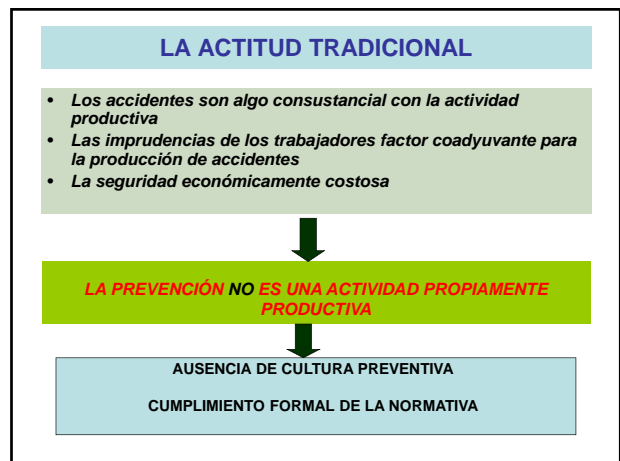 LA ACTITUD TRADICIONAL
• Los accidentes son algo consustancial con la actividad
productiva
• Las imprudencias de los trabajadores factor coadyuvante para
la producción de accidentes
• La seguridad económicamente costosa
LA PREVENCIÓN NO ES UNA ACTIVIDAD PROPIAMENTE
PRODUCTIVA
AUSENCIA DE CULTURA PREVENTIVA
CUMPLIMIENTO FORMAL DE LA NORMATIVA